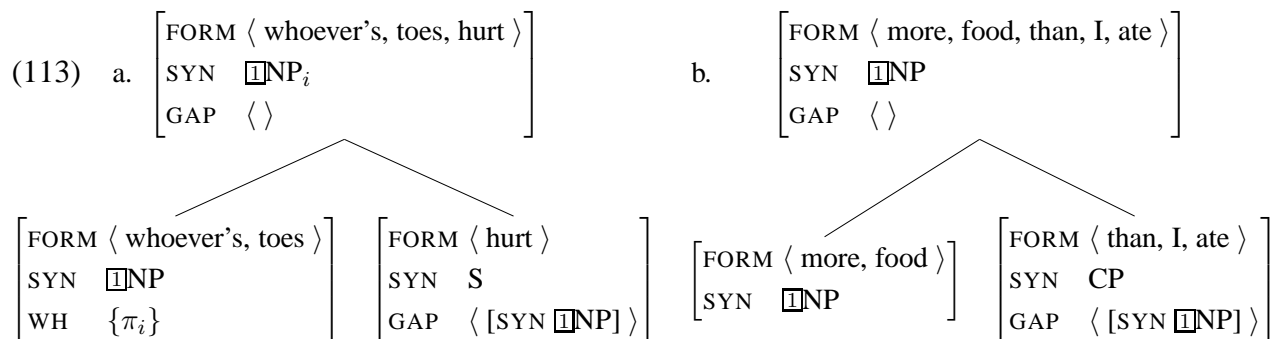 (113) a. [FORM ⟨ whoever's, toes, hurt ⟩
SYN 1NPᵢ
GAP ⟨ ⟩]
b. [FORM ⟨ more, food, than, I, ate ⟩
SYN 1NP
GAP ⟨ ⟩]
[FORM ⟨ whoever's, toes ⟩
SYN 1NP
WH {πᵢ}
[FORM ⟨ hurt ⟩
SYN S
GAP ⟨ [SYN 1NP] ⟩
[FORM ⟨ more, food ⟩
SYN 1NP]
[FORM ⟨ than, I, ate ⟩
SYN CP
GAP ⟨ [SYN 1NP] ⟩